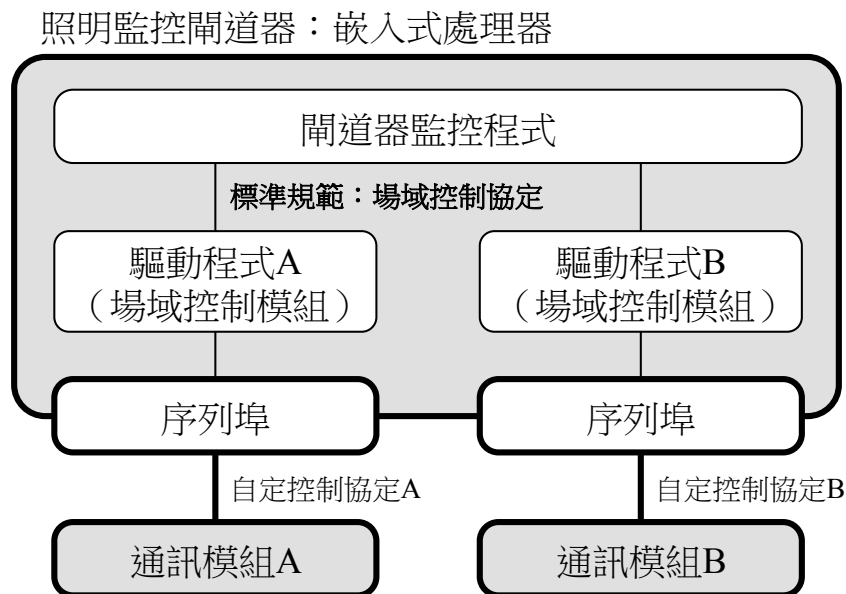 照明監控閘道器：嵌入式處理器
閘道器監控程式
標準規範：場域控制協定
驅動程式A
（場域控制模組）
驅動程式B
（場域控制模組）
序列埠
序列埠
自定控制協定A
自定控制協定B
通訊模組A
通訊模組B